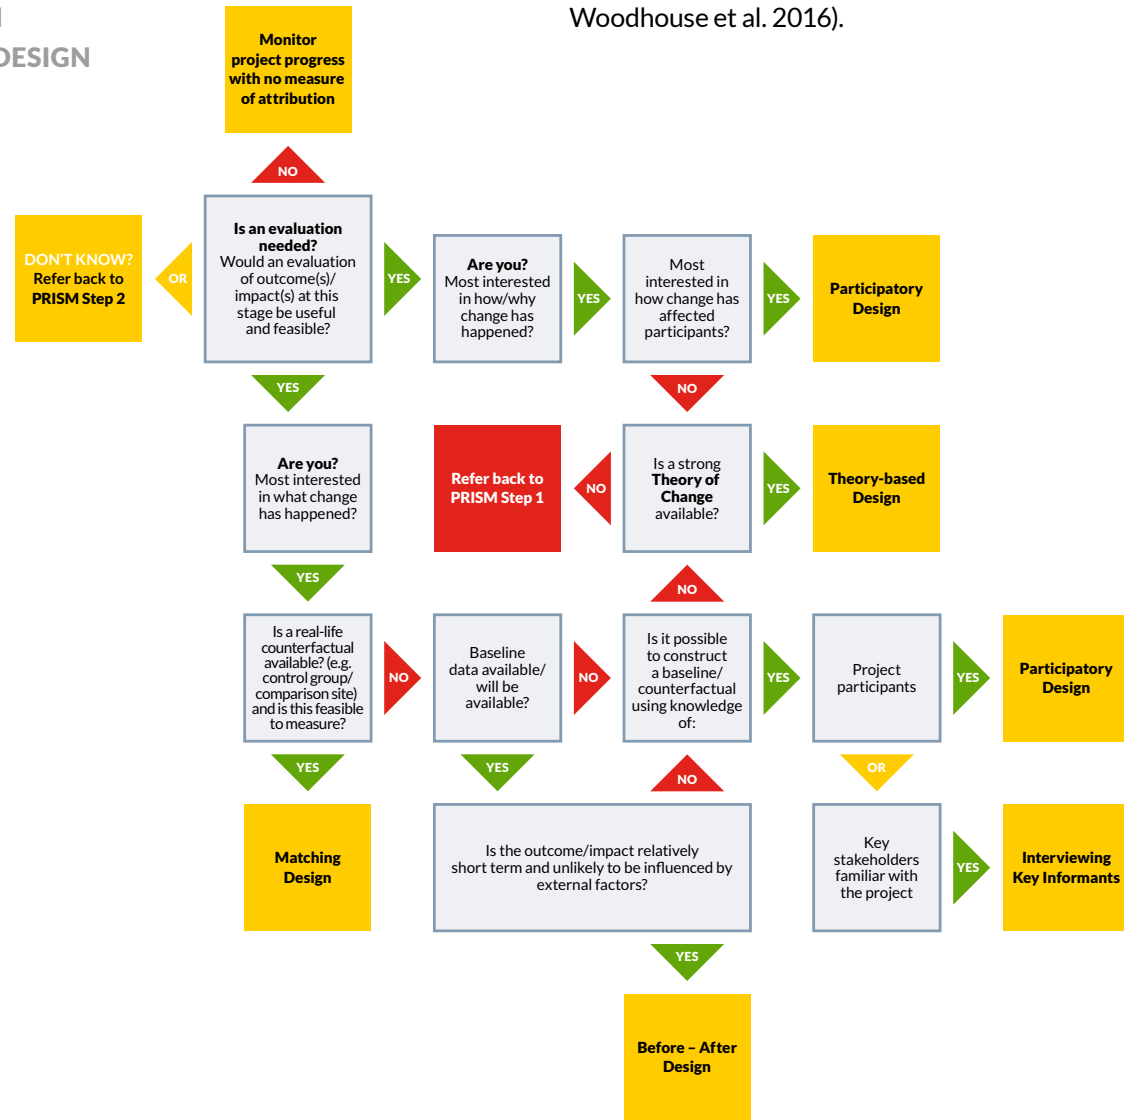 DESIGN
Woodhouse et al. 2016).
Monitor
project progress
with no measure
of attribution
NO
DON'T KNOW?
Refer back to
PRISM Step 2
OR
Is an evaluation
needed?
Would an evaluation
of outcome(s)/
impact(s) at this
stage be useful
and feasible?
YES
Are you?
Most interested
in how/why
change has
happened?
YES
Most
interested in
how change has
affected
participants?
YES
Participatory
Design
YES
NO
Are you?
Most interested
in what change
has happened?
Refer back to
PRISM Step 1
NO
Is a strong
Theory of
Change
available?
YES
Theory-based
Design
YES
NO
Is a real-life
counterfactual
available? (e.g.
control group/
comparison site)
and is this feasible
to measure?
NO
Baseline
data available/
will be
available?
NO
Is it possible
to construct
a baseline/
counterfactual
using knowledge
of:
YES
Project
participants
YES
Participatory
Design
YES
YES
NO
OR
Matching
Design
Is the outcome/impact relatively
short term and unlikely to be influenced by
external factors?
Key
stakeholders
familiar with
the project
YES
Interviewing
Key Informants
YES
Before – After
Design